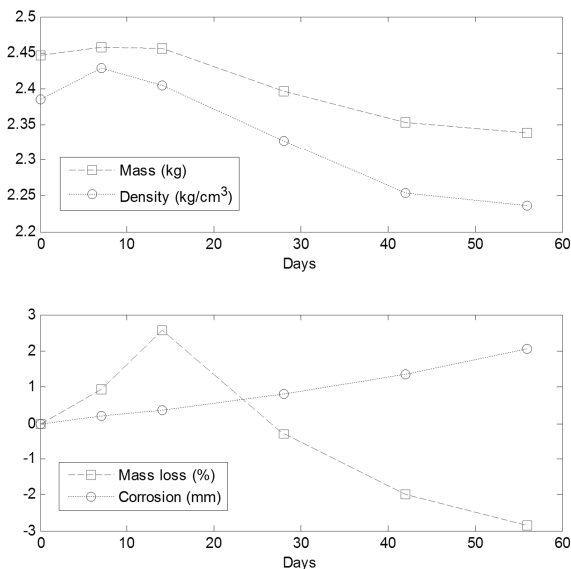 2.5
2.45
2.4
2.35
2.3
2.25
2.2
Mass (kg)
Density (kg/cm³)
0 10 20 30 40 50 60
Days
3
2
1
0
-1
-2
-3
Mass loss (%)
Corrosion (mm)
0 10 20 30 40 50 60
Days